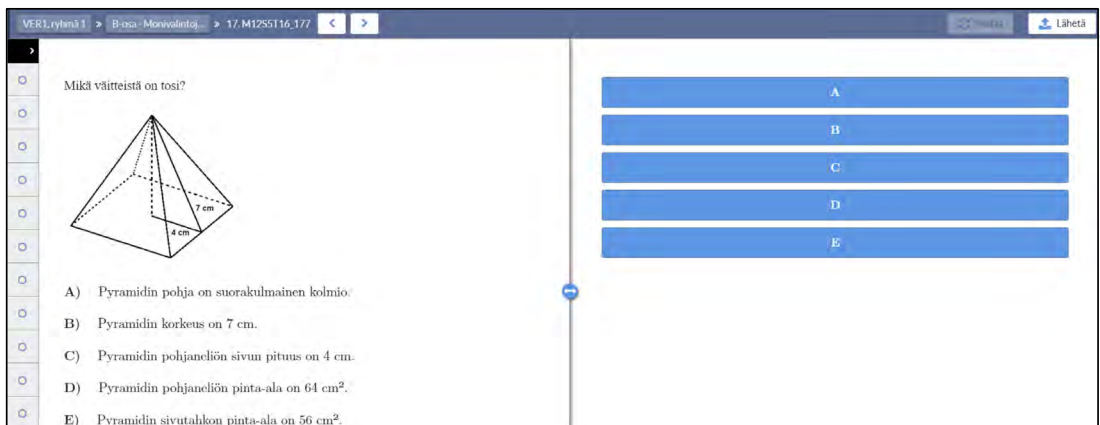 VER1, ryhmä 1 » B-osa - Monivalintoj... » 17. M12S5T16_177 < >
Lähetä
Mikä väitteistä on tosi?
7 cm
4 cm
A) Pyramidin pohja on suorakulmainen kolmio.
B) Pyramidin korkeus on 7 cm.
C) Pyramidin pohjaneliön sivun pituus on 4 cm.
D) Pyramidin pohjaneliön pinta-ala on 64 cm².
E) Pyramidin sivutahkon pinta-ala on 56 cm².
A
B
C
D
E